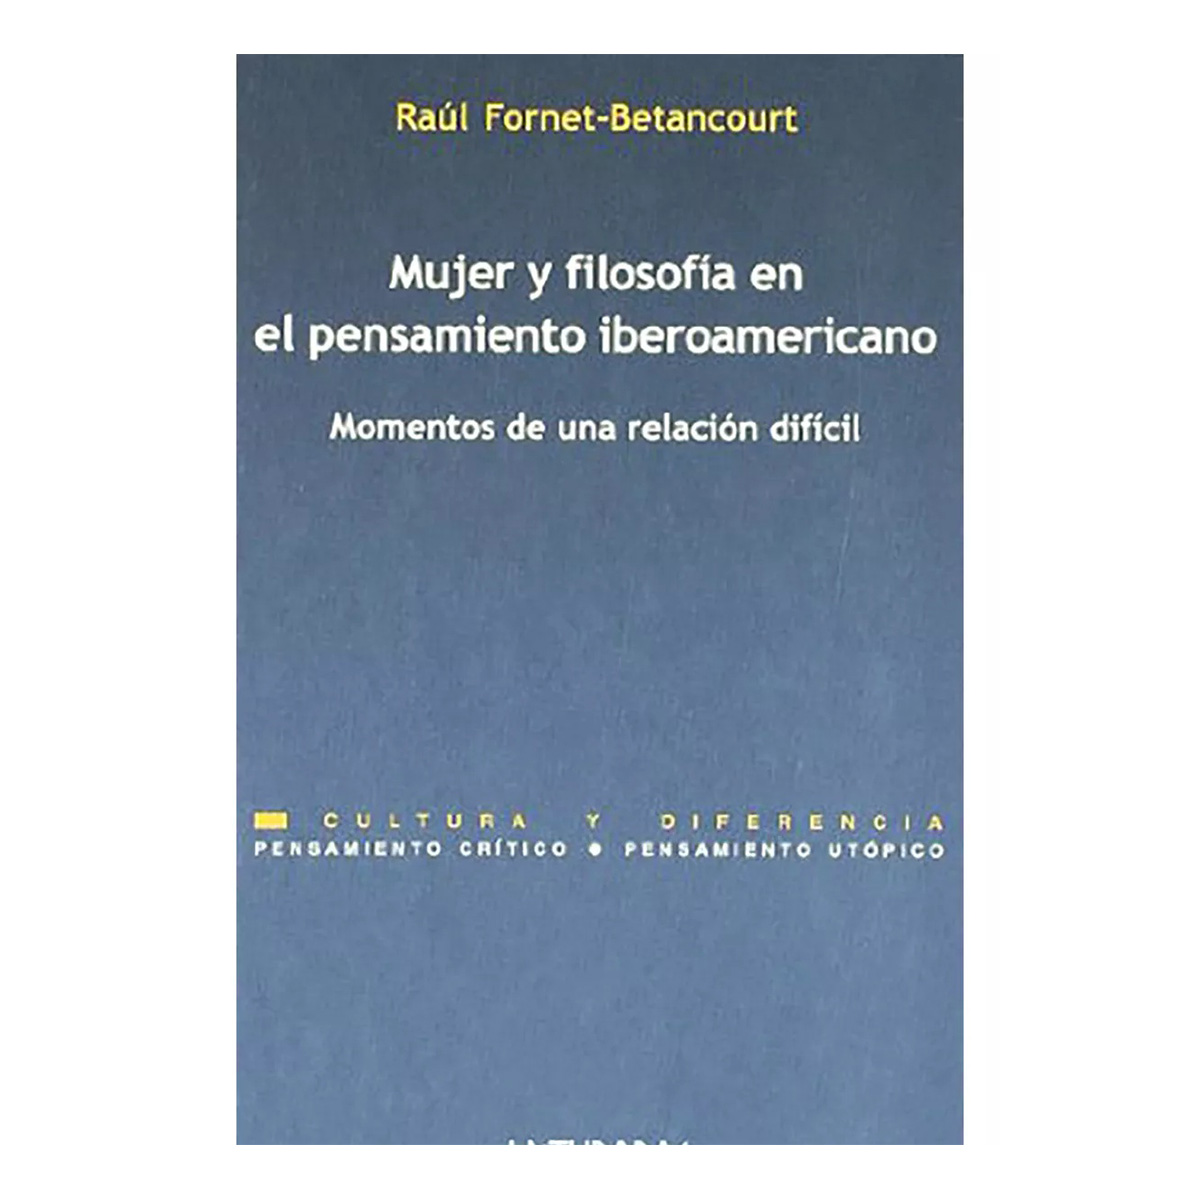 Raúl Fornet-Betancourt
Mujer y filosofía en
el pensamiento iberoamericano
Momentos de una relación difícil
CULTURA Y DIFERENCIA
PENSAMIENTO CRÍTICO • PENSAMIENTO UTÓPICO